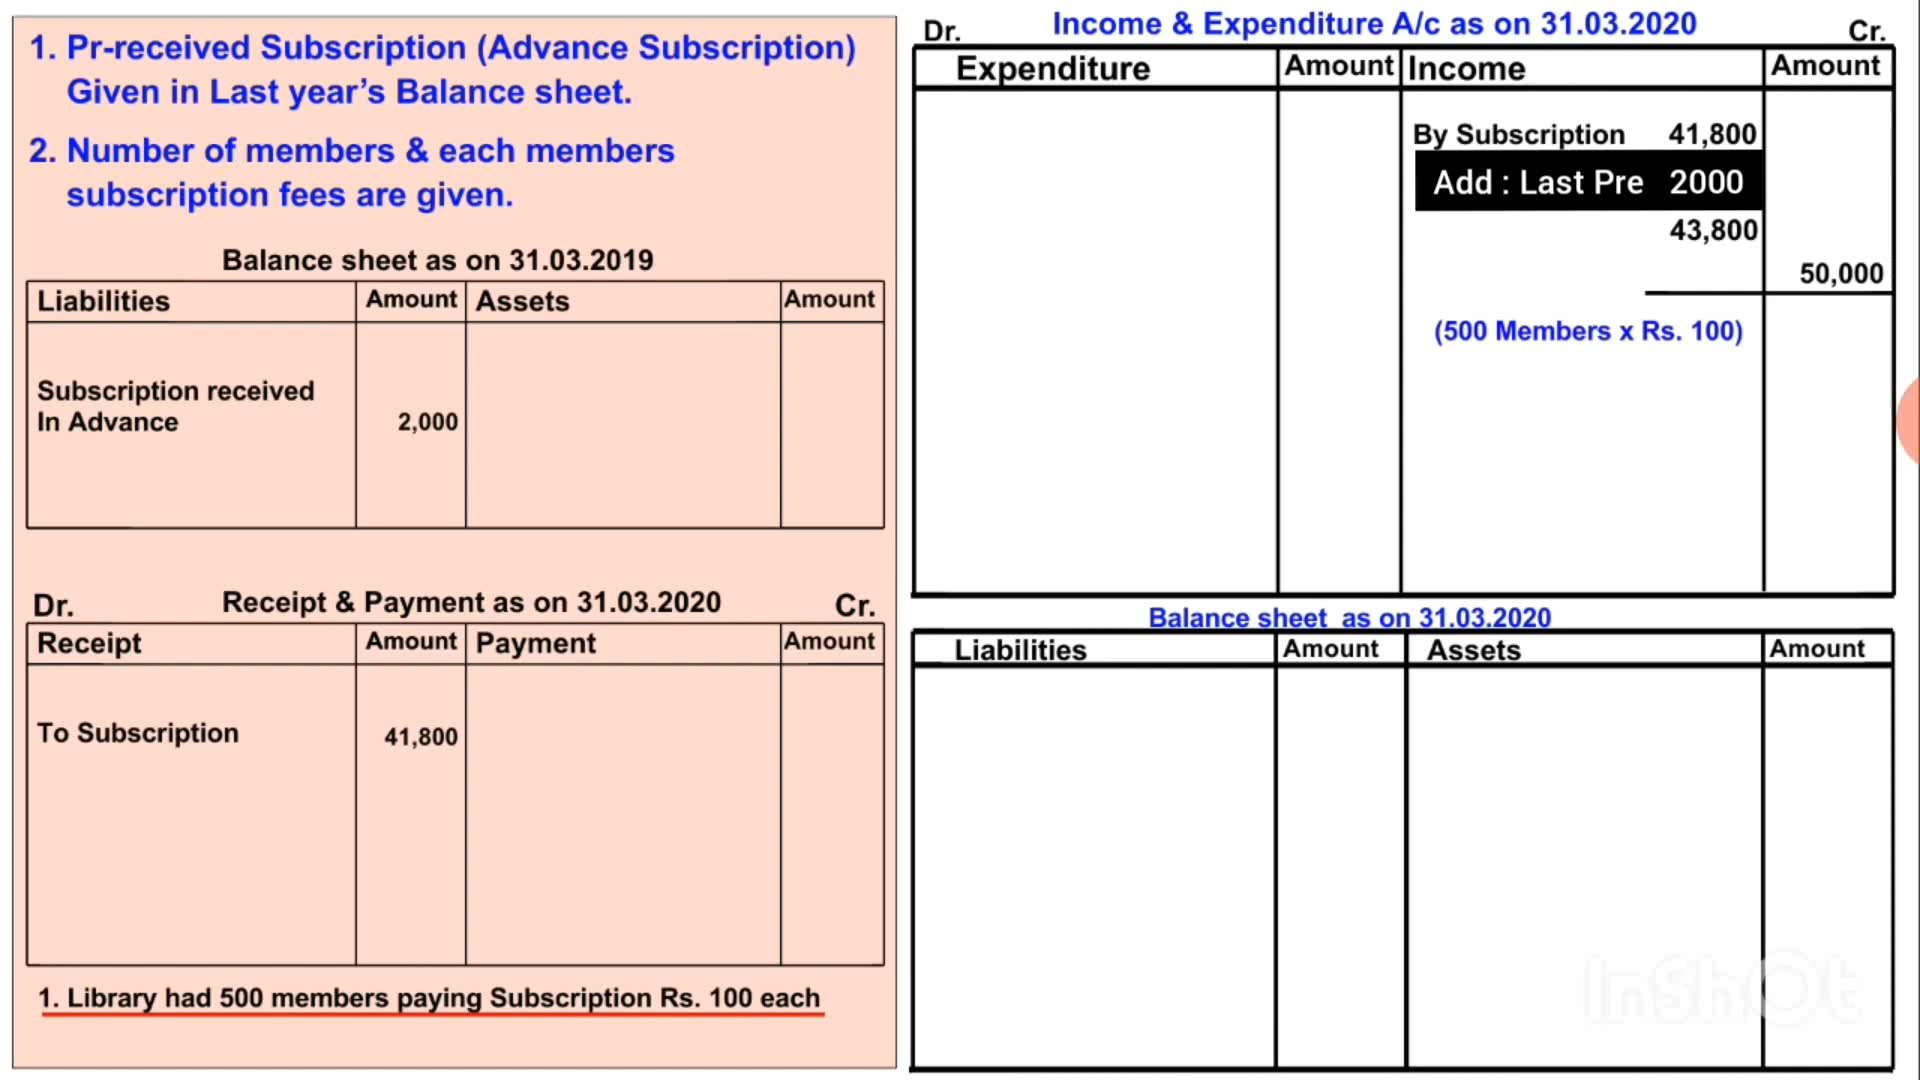 1. Pr-received Subscription (Advance Subscription)
Given in Last year's Balance sheet.
2. Number of members & each members
subscription fees are given.
Balance sheet as on 31.03.2019
Liabilities Amount Assets Amount
Subscription received
In Advance 2,000
Dr. Receipt & Payment as on 31.03.2020 Cr.
Receipt Amount Payment Amount
To Subscription 41,800
1. Library had 500 members paying Subscription Rs. 100 each
Dr. Income & Expenditure A/c as on 31.03.2020 Cr.
Expenditure Amount Income Amount
By Subscription 41,800
Add : Last Pre 2000
43,800
50,000
(500 Members x Rs. 100)
Balance sheet as on 31.03.2020
Liabilities Amount Assets Amount
InShOt